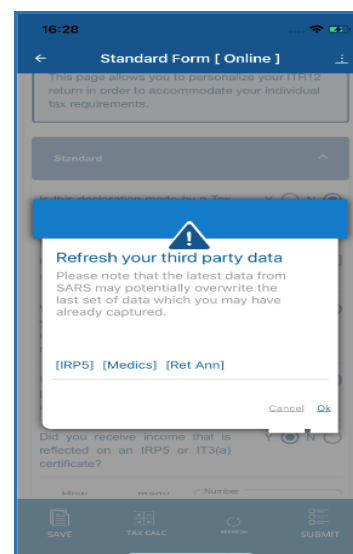 16:28
Standard Form [ Online ]
This page allows you to personalize your ITR12
return in order to accommodate your individual
tax requirements.
Standard
Is this declaration made by a Tax Y N
Refresh your third party data
Please note that the latest data from
SARS may potentially overwrite the
last set of data which you may have
already captured.
[IRP5] [Medics] [Ret Ann]
Cancel Ok
Did you receive income that is Y N
reflected on an IRP5 or IT3(a)
certificate?
How many Number
SAVE TAX CALC REFRESH SUBMIT